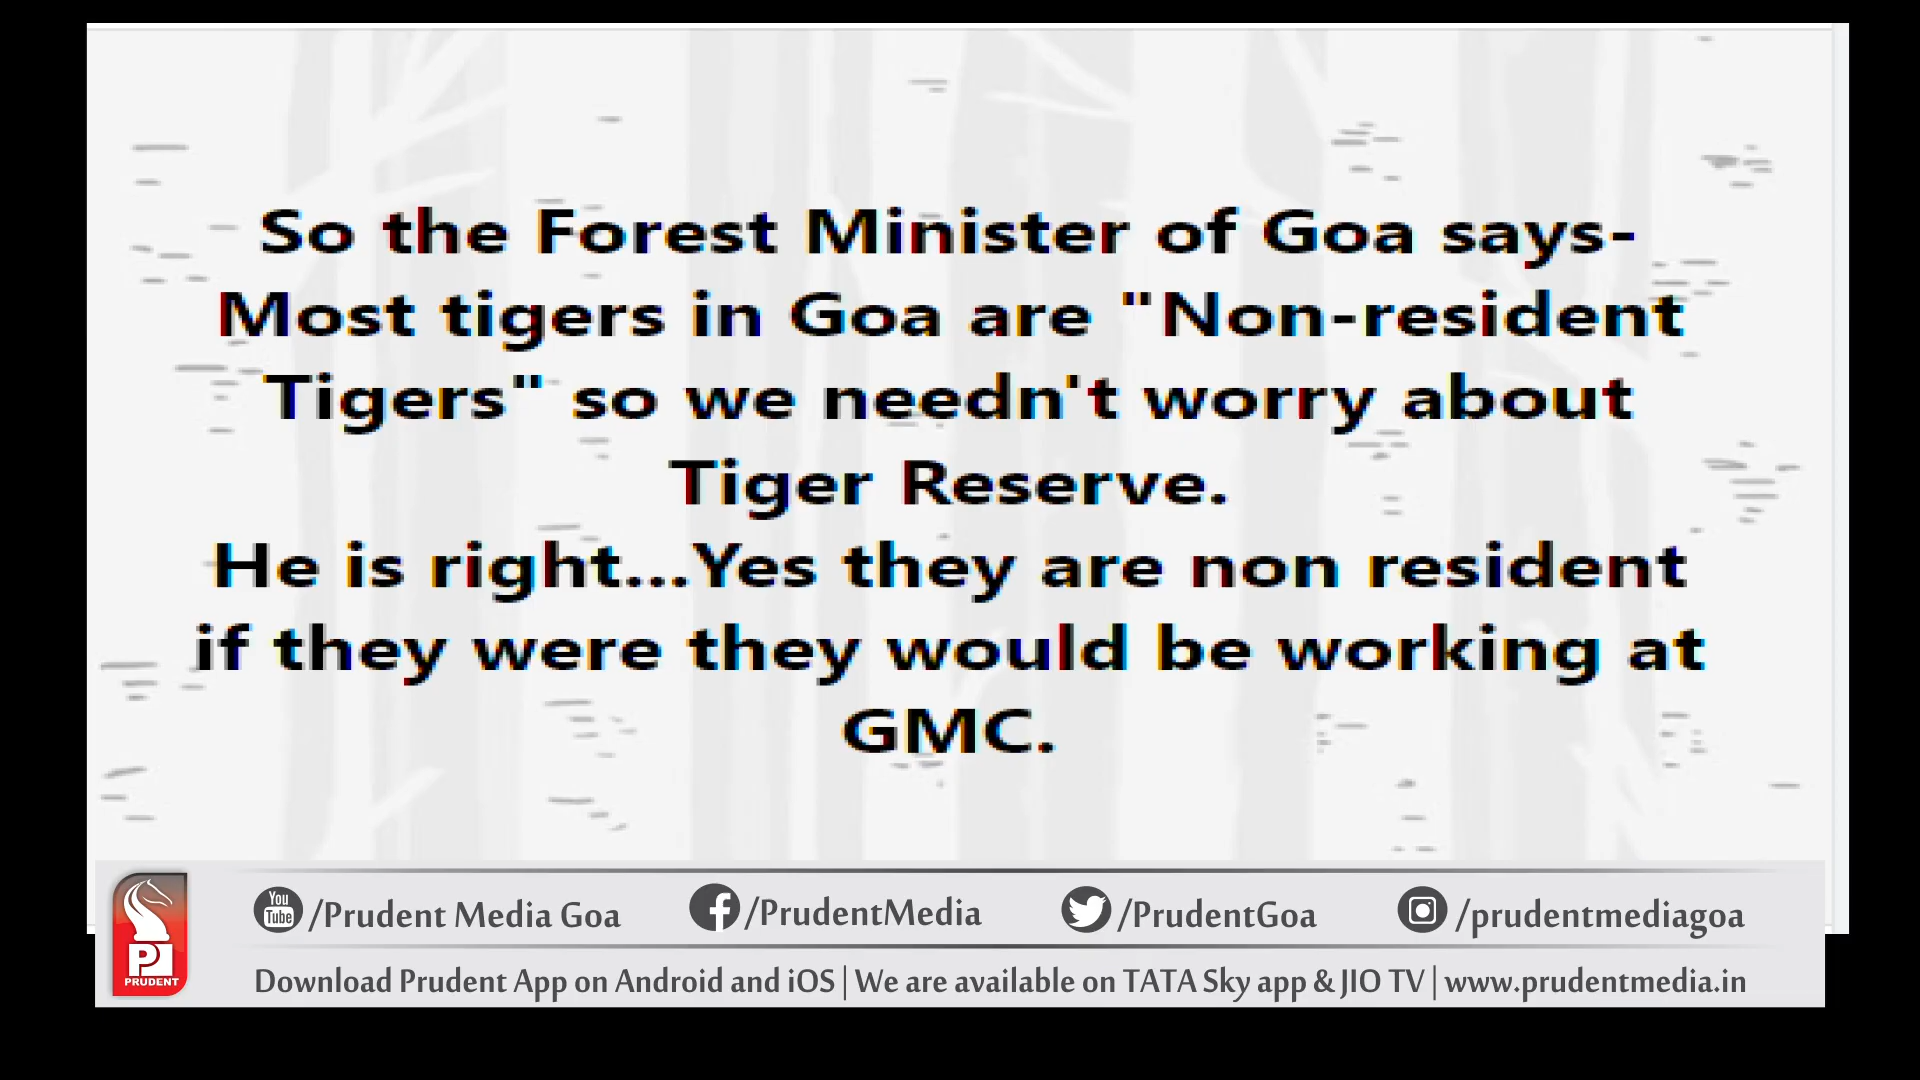 So the Forest Minister of Goa says-
Most tigers in Goa are "Non-resident
Tigers" so we needn't worry about
Tiger Reserve.
He is right...Yes they are non resident
if they were they would be working at
GMC.
PRUDENT
You Tube /Prudent Media Goa
/PrudentMedia
/PrudentGoa
/prudentmediagoa
Download Prudent App on Android and iOS | We are available on TATA Sky app & JIO TV | www.prudentmedia.in